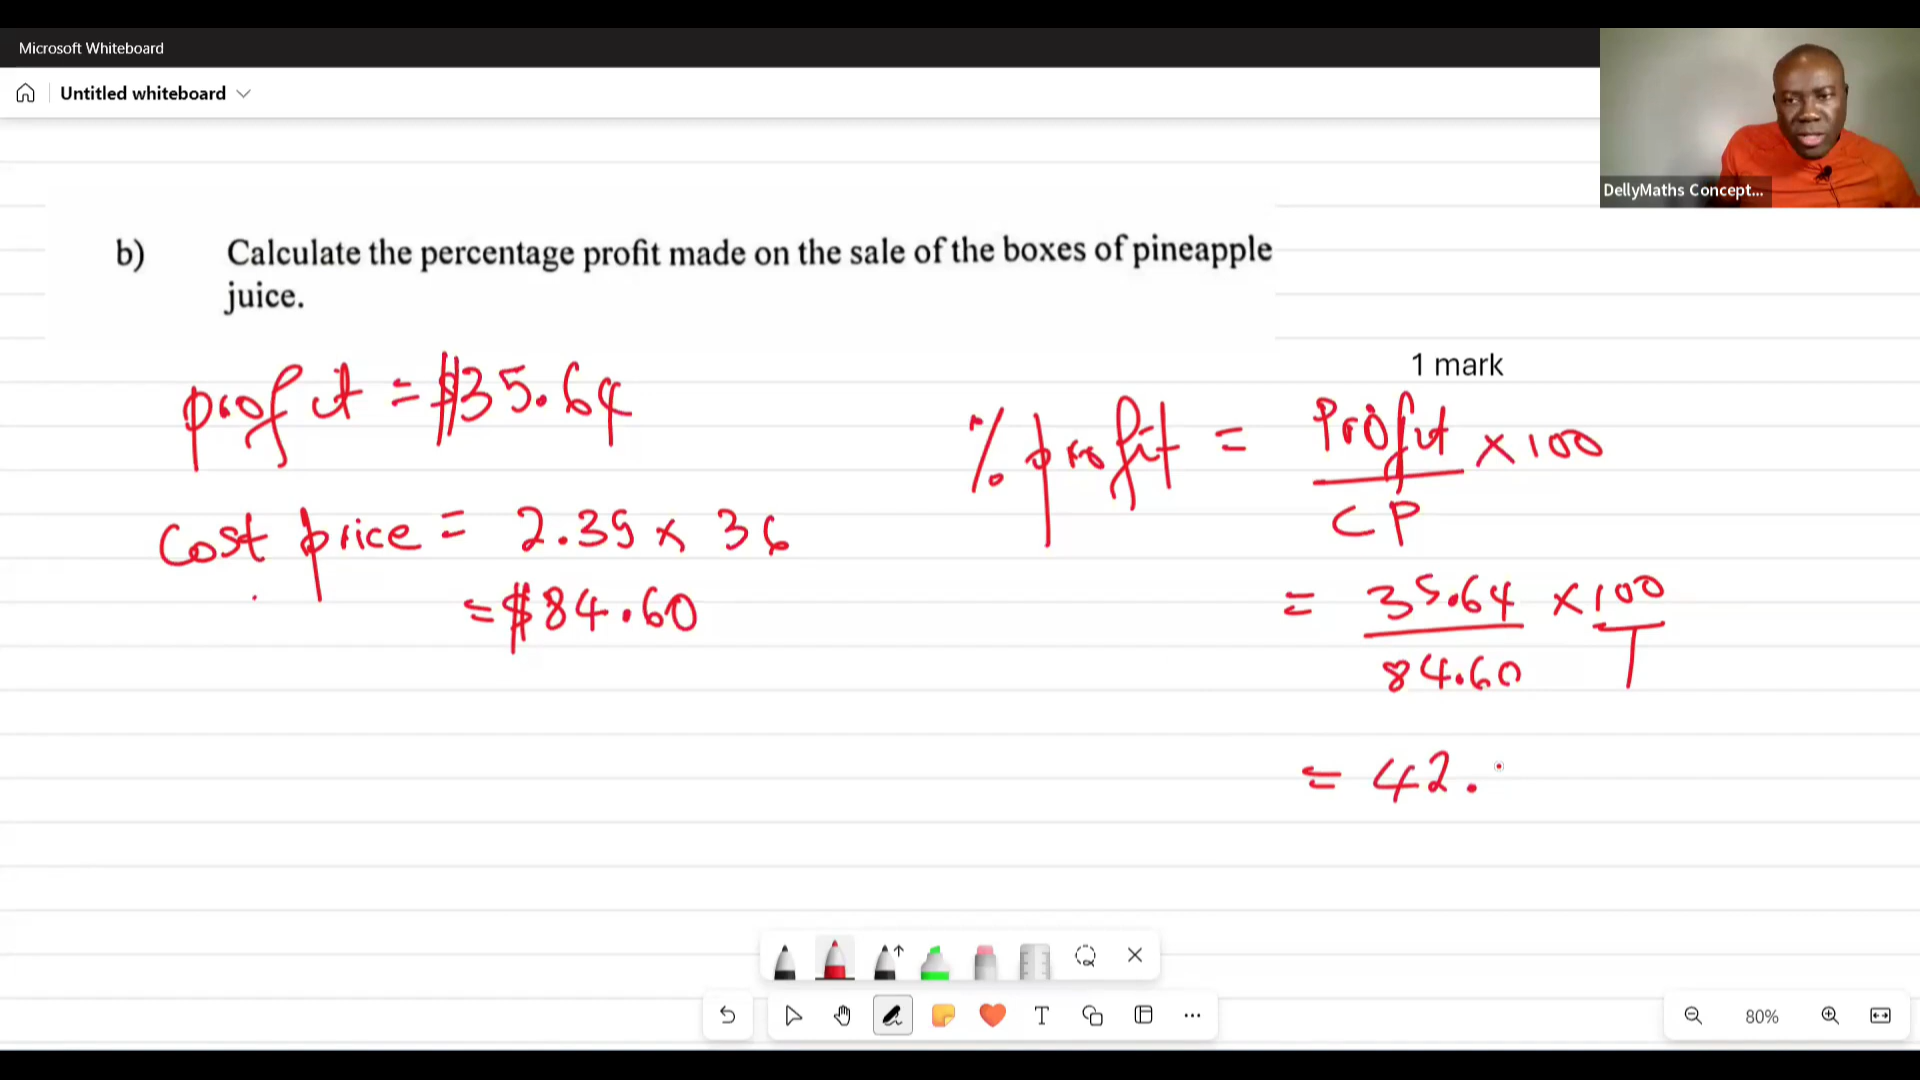 Microsoft Whiteboard
Untitled whiteboard
DellyMaths Concept...
b) Calculate the percentage profit made on the sale of the boxes of pineapple
juice.
1 mark
profit = $35.64
Cost price = 2.35 x 36
= $84.60
% profit = Profit x 100
CP
= 35.64 x 100
84.60 1
= 42.
80%